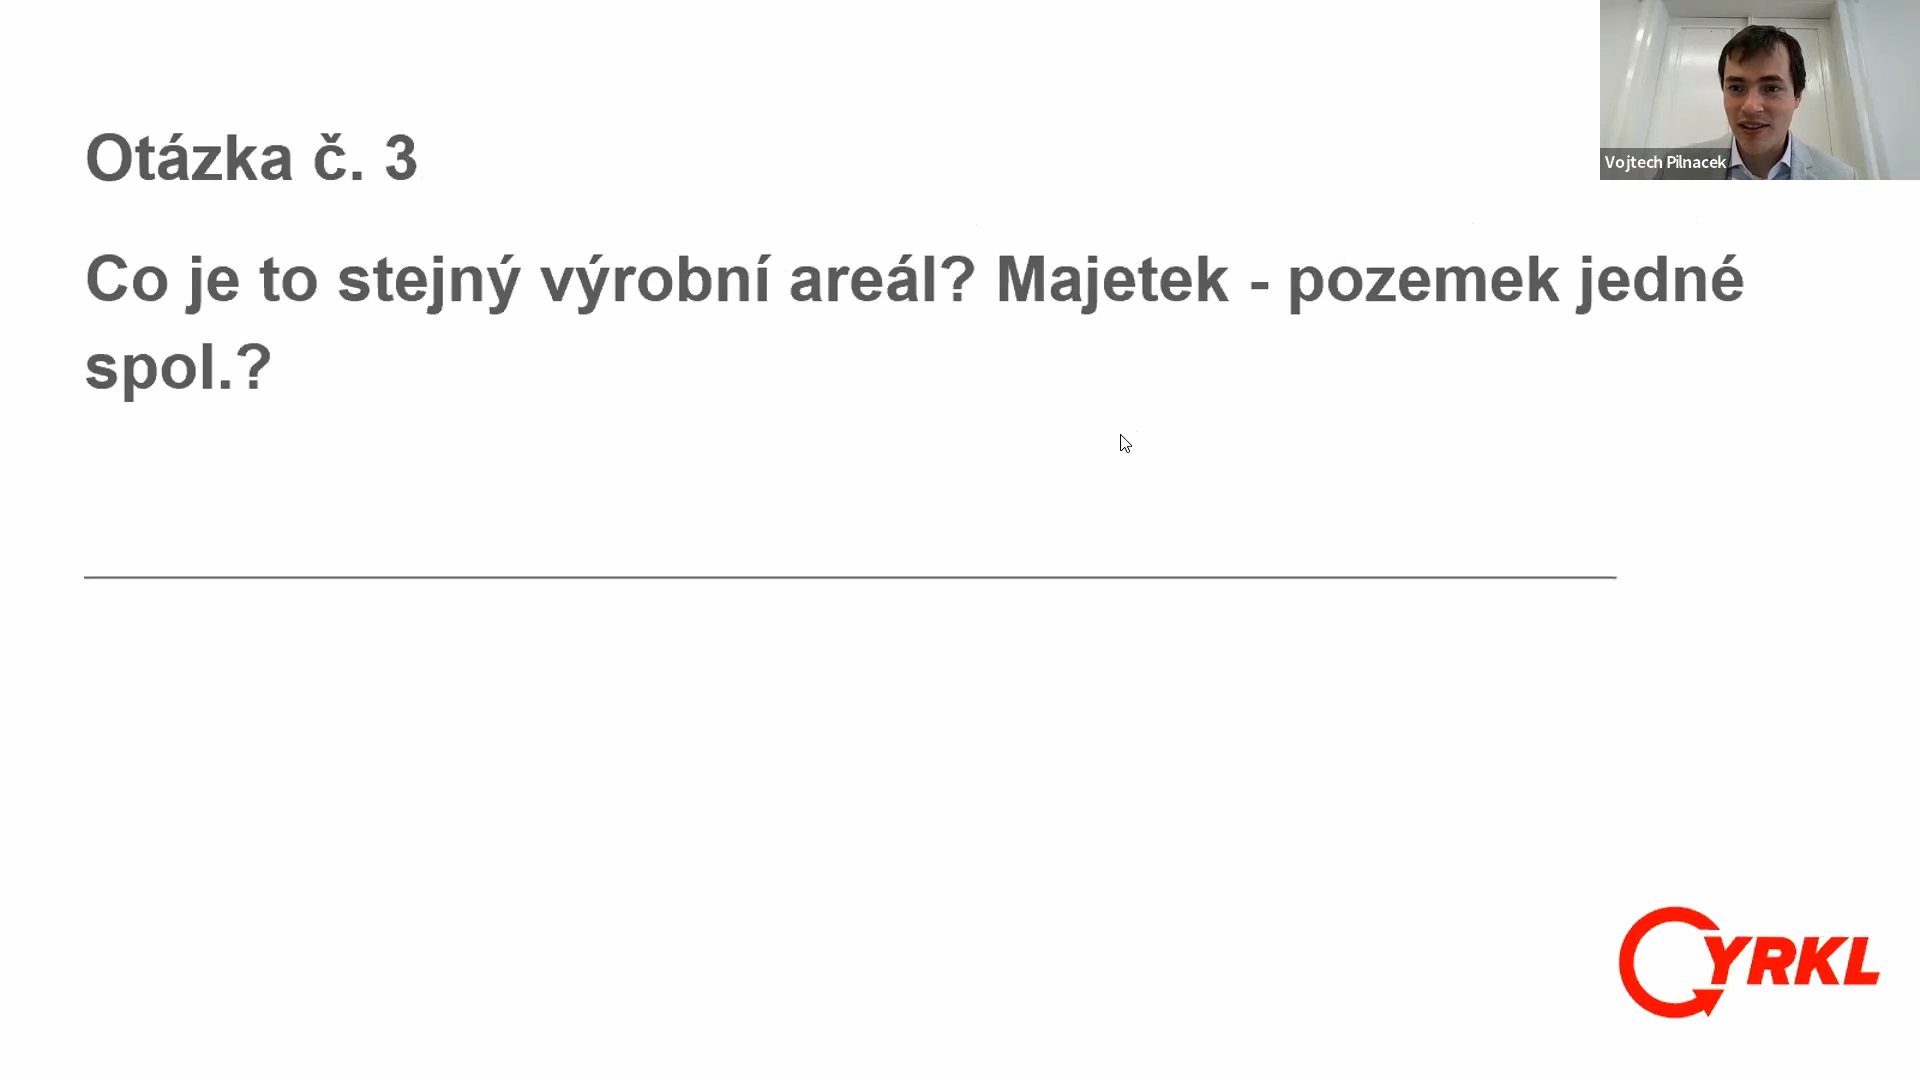 Otázka č. 3
Co je to stejný výrobní areál? Majetek - pozemek jedné
spol.?
Vojtech Pilnacek
CYRKL